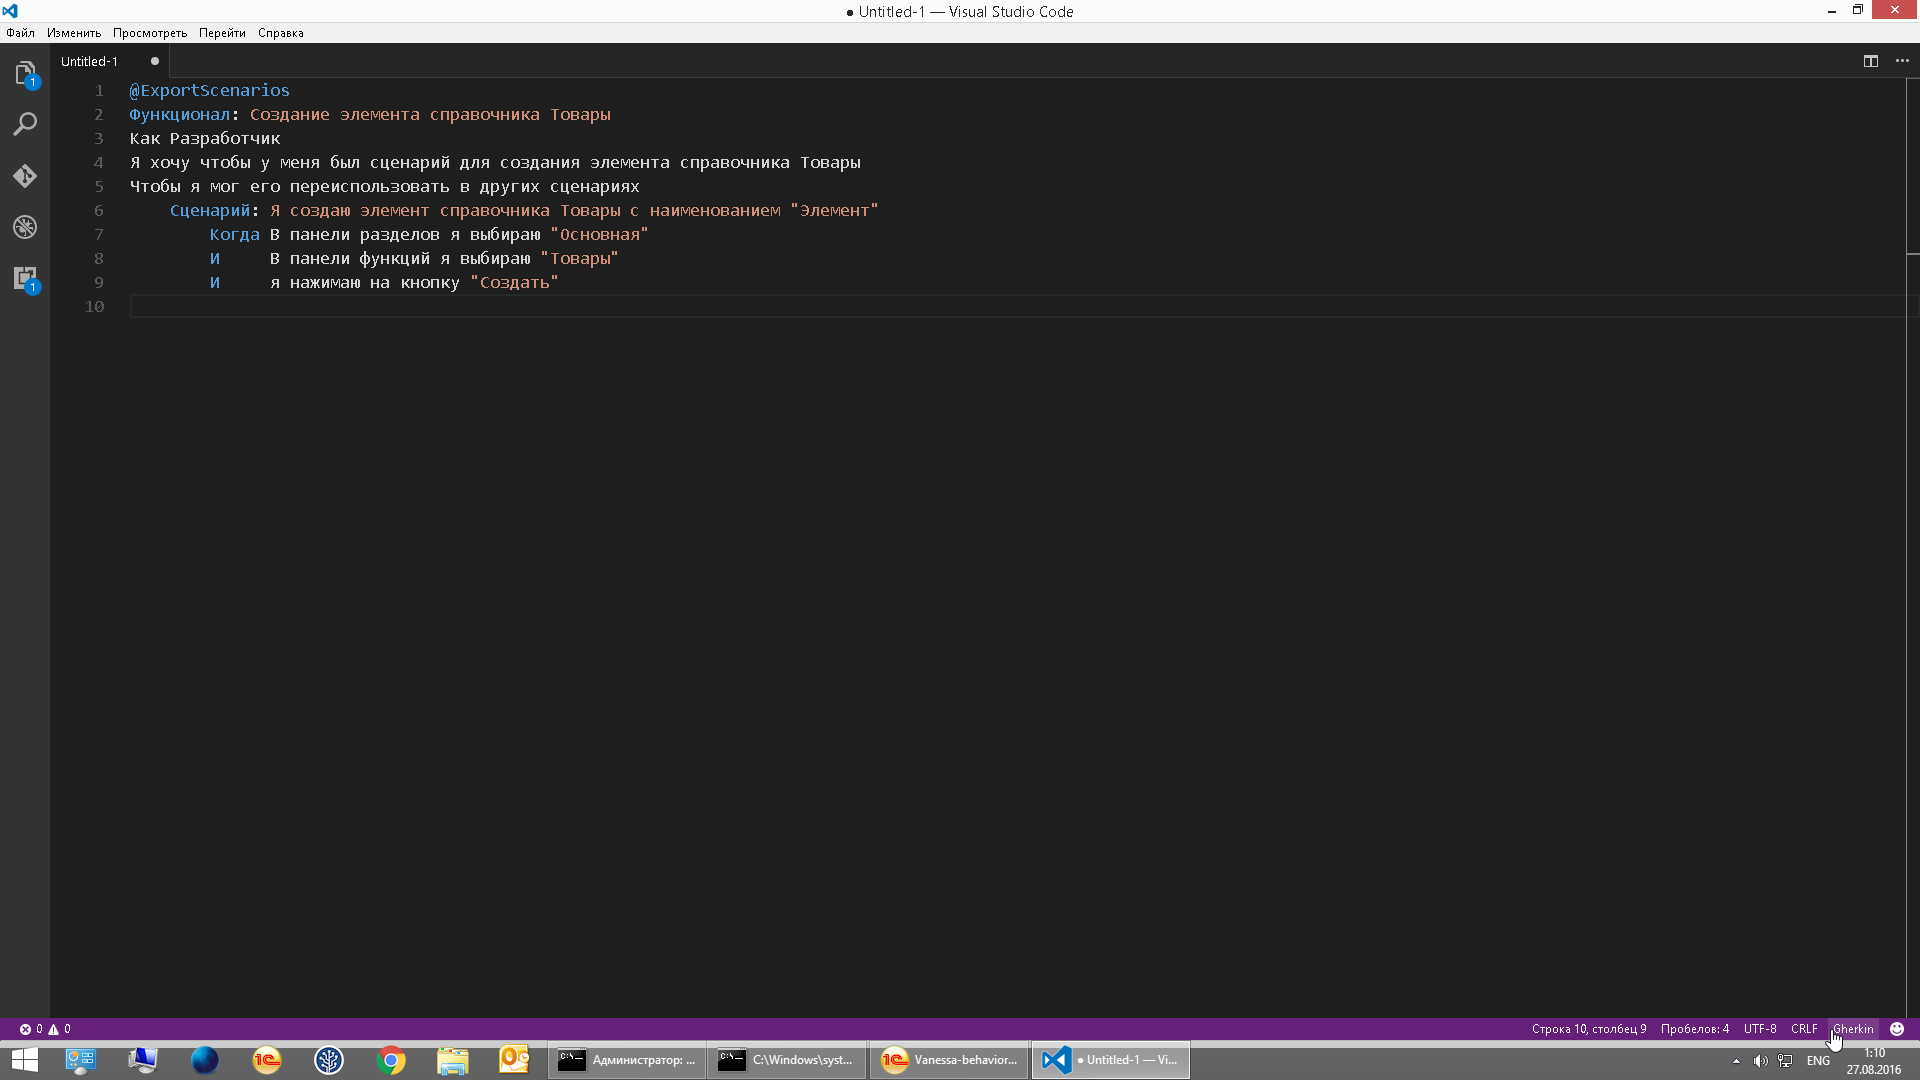 ● Untitled-1 — Visual Studio Code
Файл Изменить Просмотреть Перейти Справка
Untitled-1
1 @ExportScenarios
2 Функционал: Создание элемента справочника Товары
3 Как Разработчик
4 Я хочу чтобы у меня был сценарий для создания элемента справочника Товары
5 Чтобы я мог его переиспользовать в других сценариях
6 Сценарий: Я создаю элемент справочника Товары с наименованием "Элемент"
7 Когда В панели разделов я выбираю "Основная"
8 И В панели функций я выбираю "Товары"
9 И я нажимаю на кнопку "Создать"
10
1
1
0 0 Строка 10, столбец 9 Пробелов: 4 UTF-8 CRLF Gherkin
Администратор: ... C:\Windows\syst... Vanessa-behavior... ● Untitled-1 — Vi... ENG 1:10
27.08.2016